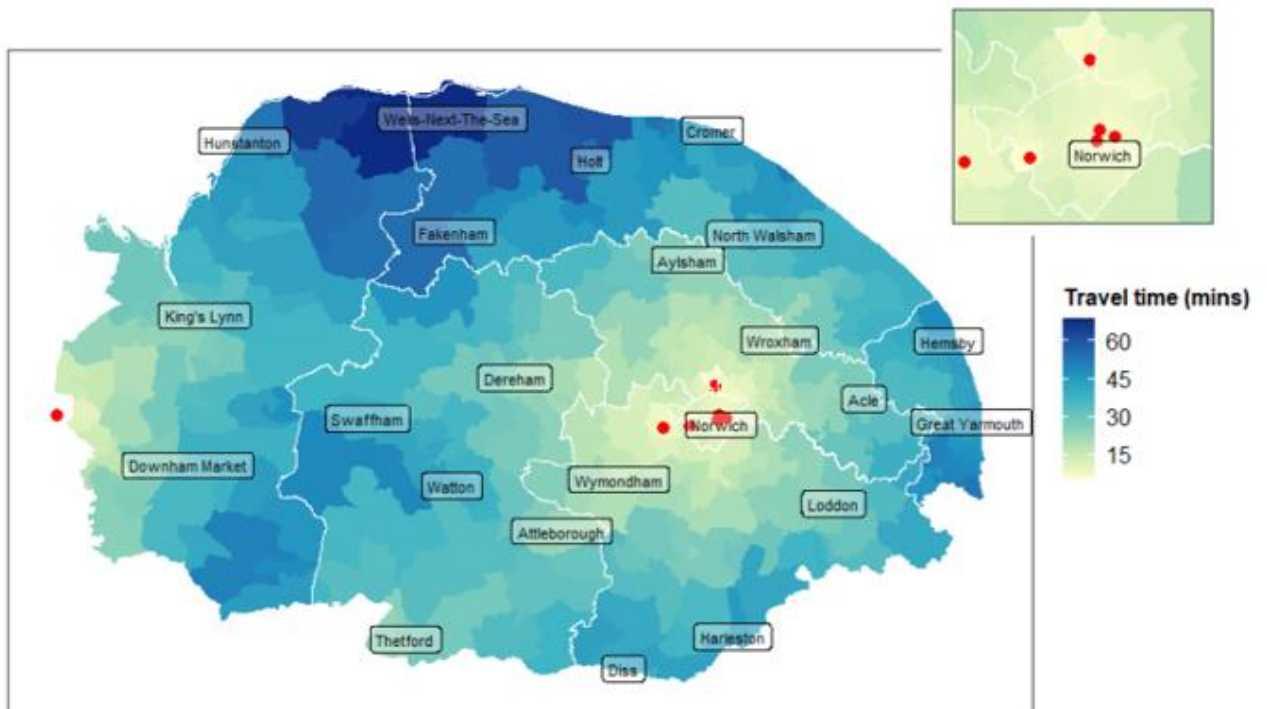 Wells-Next-The-Sea
Hunstanton
Cromer
Holt
Fakenham
North Walsham
Aylsham
King's Lynn
Wroxham
Hemsby
Dereham
Acle
Swaffham
Norwich
Great Yarmouth
Downham Market
Watton
Wymondham
Loddon
Attleborough
Thetford
Harleston
Diss
Norwich
Travel time (mins)
60
45
30
15